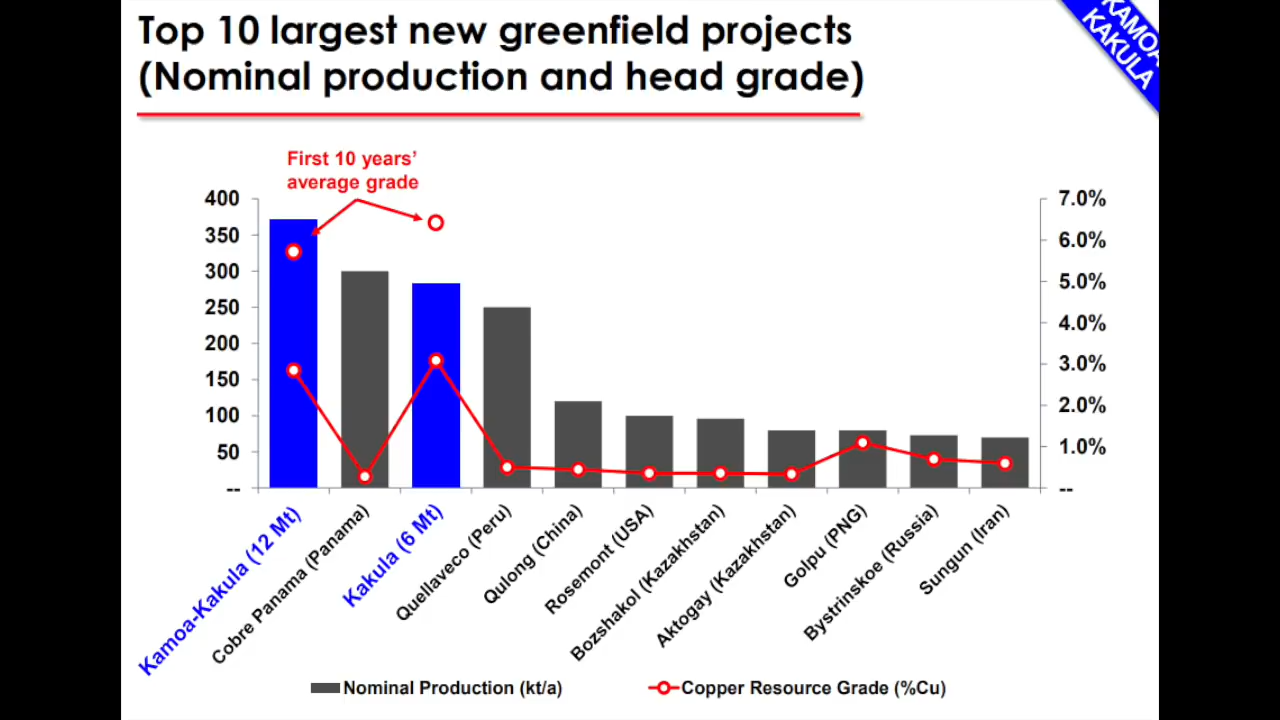 Top 10 largest new greenfield projects
(Nominal production and head grade)
KAMOA
KAKULA
First 10 years’
average grade
400
350
300
250
200
150
100
50
--
7.0%
6.0%
5.0%
4.0%
3.0%
2.0%
1.0%
--
Kamoa-Kakula (12 Mt)
Cobre Panama (Panama)
Kakula (6 Mt)
Quellaveco (Peru)
Qulong (China)
Rosemont (USA)
Bozshakol (Kazakhstan)
Aktogay (Kazakhstan)
Golpu (PNG)
Bystrinskoe (Russia)
Sungun (Iran)
Nominal Production (kt/a)
Copper Resource Grade (%Cu)